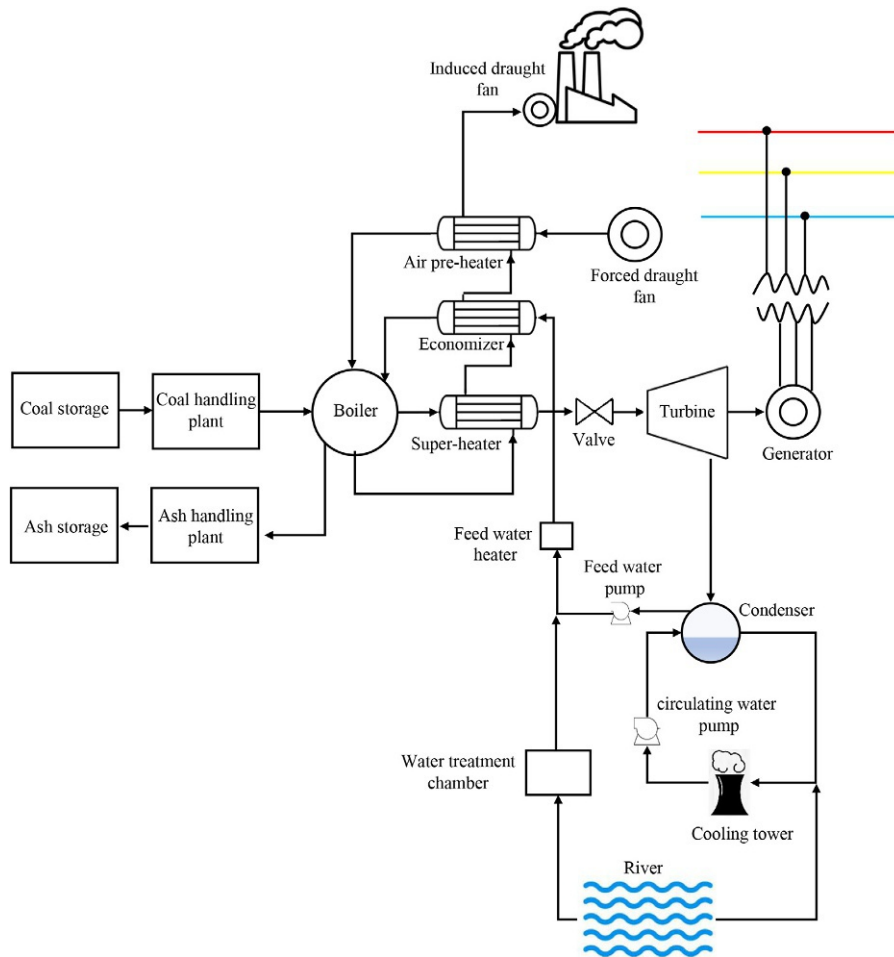 Induced draught
fan
Air pre-heater
Forced draught
fan
Economizer
Coal storage
Coal handling
plant
Boiler
Super-heater
Valve
Turbine
Generator
Ash storage
Ash handling
plant
Feed water
heater
Feed water
pump
Condenser
circulating water
pump
Water treatment
chamber
Cooling tower
River